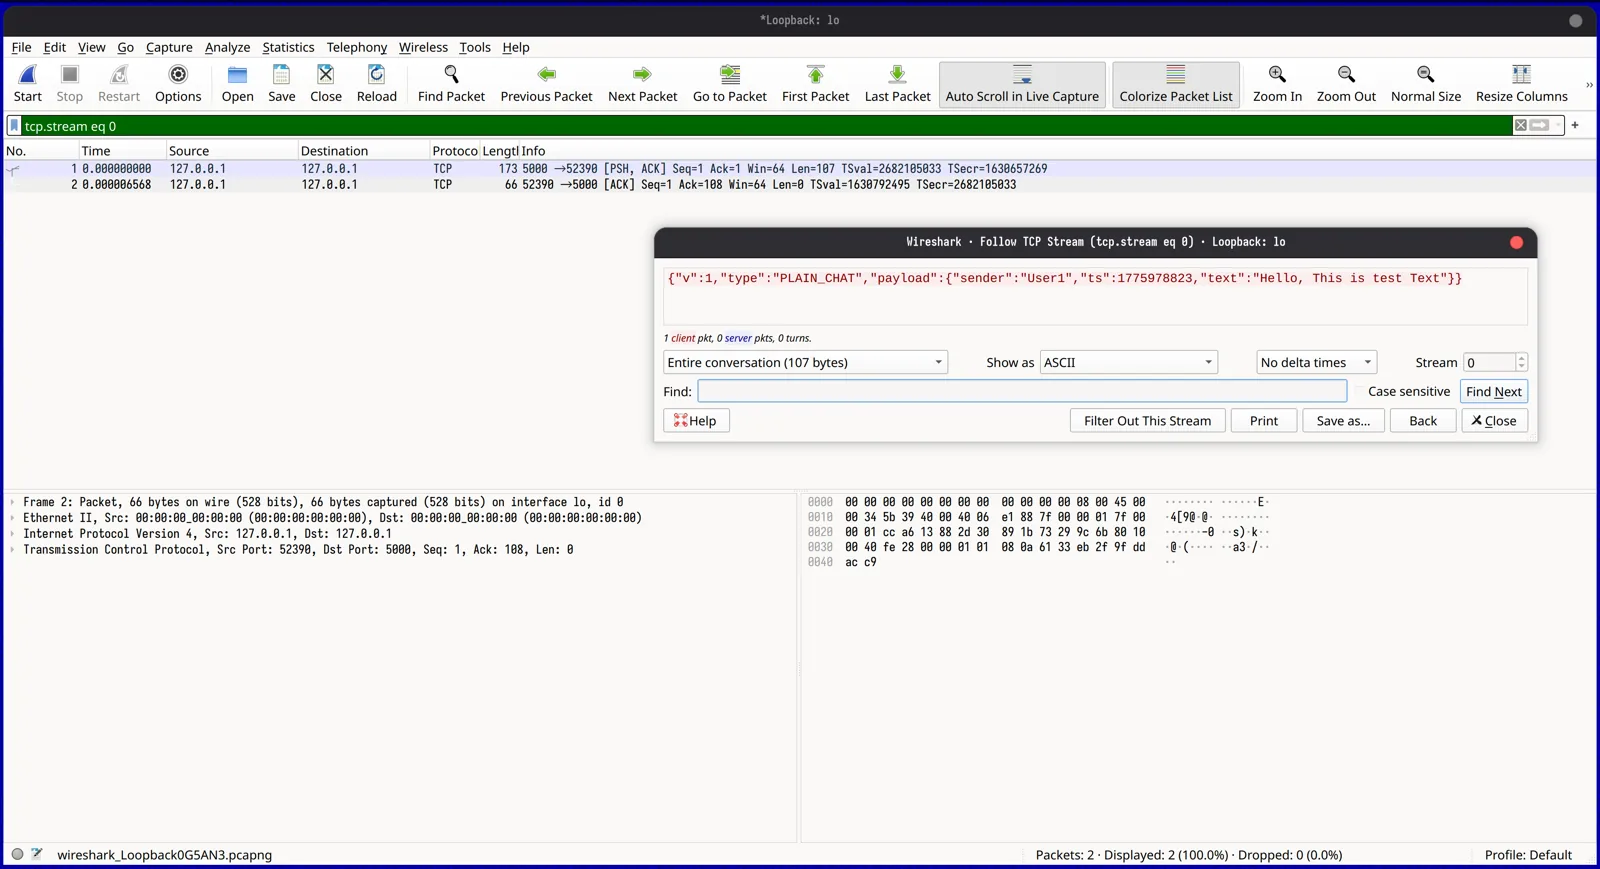 *Loopback: lo
File Edit View Go Capture Analyze Statistics Telephony Wireless Tools Help
Start Stop Restart Options Open Save Close Reload Find Packet Previous Packet Next Packet Go to Packet First Packet Last Packet Auto Scroll in Live Capture Colorize Packet List Zoom In Zoom Out Normal Size Resize Columns »
tcp.stream eq 0 +
No. Time Source Destination Protoco Lengtl Info
1 0.000000000 127.0.0.1 127.0.0.1 TCP 173 5000 →52390 [PSH, ACK] Seq=1 Ack=1 Win=64 Len=107 TSval=2682105033 TSecr=1630657269
2 0.000006568 127.0.0.1 127.0.0.1 TCP 66 52390 →5000 [ACK] Seq=1 Ack=108 Win=64 Len=0 TSval=1630792495 TSecr=2682105033
Wireshark · Follow TCP Stream (tcp.stream eq 0) · Loopback: lo
{"v":1,"type":"PLAIN_CHAT","payload":{"sender":"User1","ts":1775978823,"text":"Hello, This is test Text"}}
1 client pkt, 0 server pkts, 0 turns.
Entire conversation (107 bytes) Show as ASCII No delta times Stream 0
Find: Case sensitive Find Next
Help Filter Out This Stream Print Save as... Back Close
Frame 2: Packet, 66 bytes on wire (528 bits), 66 bytes captured (528 bits) on interface lo, id 0
Ethernet II, Src: 00:00:00_00:00:00 (00:00:00:00:00:00), Dst: 00:00:00_00:00:00 (00:00:00:00:00:00)
Internet Protocol Version 4, Src: 127.0.0.1, Dst: 127.0.0.1
Transmission Control Protocol, Src Port: 52390, Dst Port: 5000, Seq: 1, Ack: 108, Len: 0
0000 00 00 00 00 00 00 00 00 00 00 00 00 08 00 45 00 ········ ······E·
0010 00 34 5b 39 40 00 40 06 e1 88 7f 00 00 01 7f 00 ·4[9@·@· ········
0020 00 01 cc a6 13 88 2d 30 89 1b 73 29 9c 6b 80 10 ······-0 ··s)·k··
0030 00 40 fe 28 00 00 01 01 08 0a 61 33 eb 2f 9f dd ·@·(···· ··a3·/··
0040 ac c9 ··
wireshark_Loopback0G5AN3.pcapng Packets: 2 · Displayed: 2 (100.0%) · Dropped: 0 (0.0%) Profile: Default